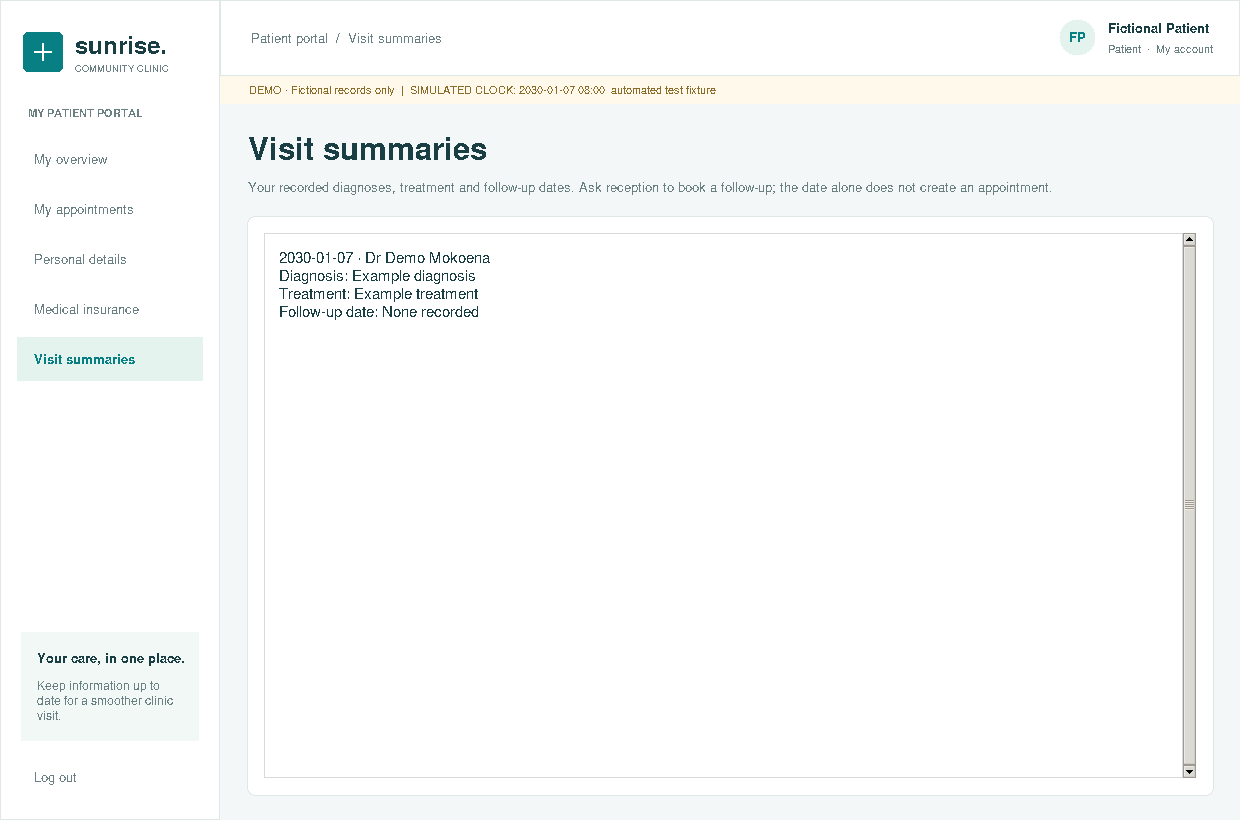 sunrise.
COMMUNITY CLINIC
MY PATIENT PORTAL
My overview
My appointments
Personal details
Medical insurance
Visit summaries
Your care, in one place.
Keep information up to
date for a smoother clinic
visit.
Log out
Patient portal / Visit summaries
FP
Fictional Patient
Patient · My account
DEMO · Fictional records only | SIMULATED CLOCK: 2030-01-07 08:00 automated test fixture
Visit summaries
Your recorded diagnoses, treatment and follow-up dates. Ask reception to book a follow-up; the date alone does not create an appointment.
2030-01-07 · Dr Demo Mokoena
Diagnosis: Example diagnosis
Treatment: Example treatment
Follow-up date: None recorded